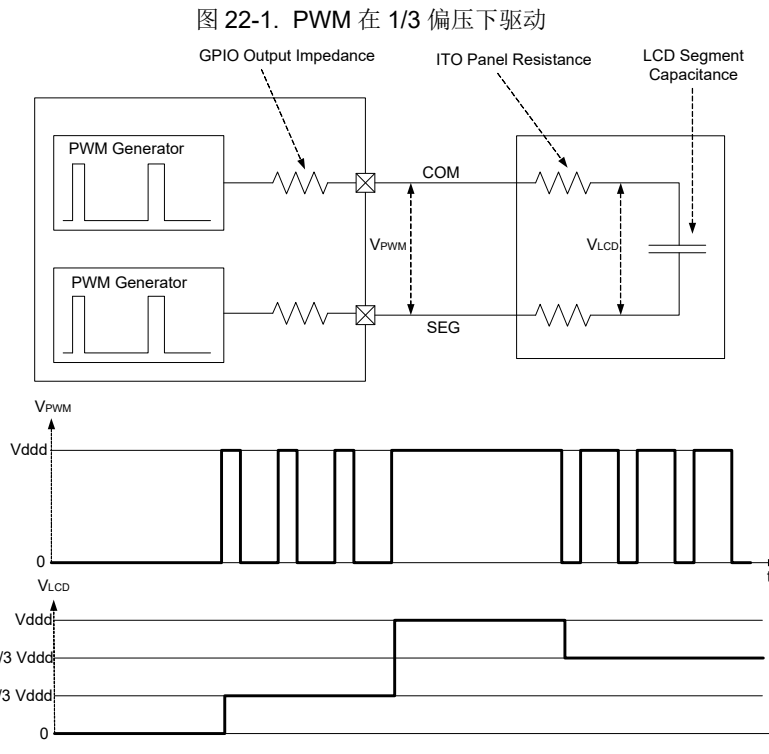 图 22-1. PWM 在 1/3 偏压下驱动
GPIO Output Impedance
ITO Panel Resistance
LCD Segment
Capacitance
PWM Generator
COM
VPWM
VLCD
PWM Generator
SEG
VPWM
Vddd
0
t
VLCD
Vddd
/3 Vddd
/3 Vddd
0